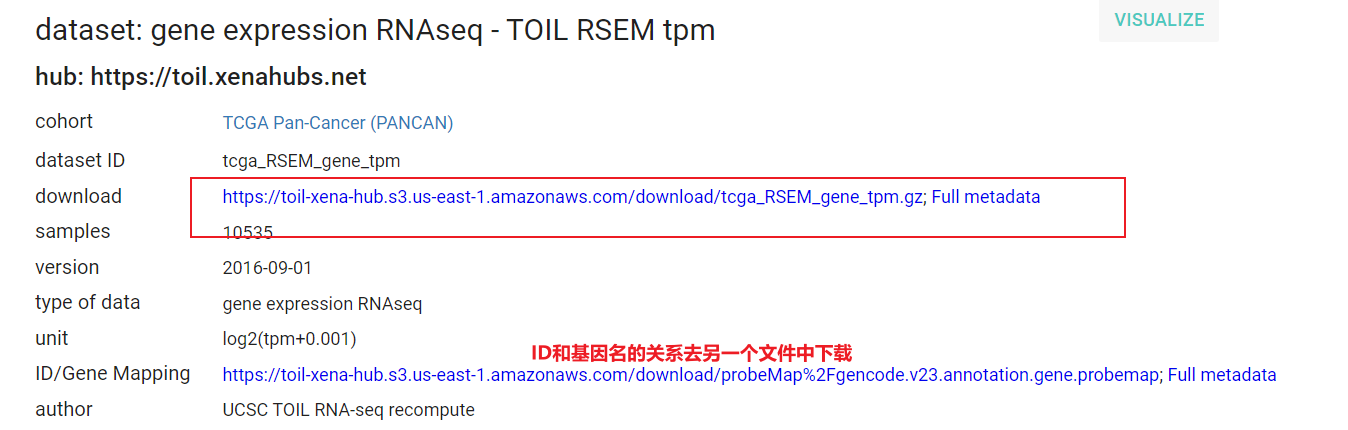 dataset: gene expression RNAseq - TOIL RSEM tpm
VISUALIZE
hub: https://toil.xenahubs.net
cohort TCGA Pan-Cancer (PANCAN)
dataset ID tcga_RSEM_gene_tpm
download https://toil-xena-hub.s3.us-east-1.amazonaws.com/download/tcga_RSEM_gene_tpm.gz; Full metadata
samples 10535
version 2016-09-01
type of data gene expression RNAseq
unit log2(tpm+0.001)
ID和基因名的关系去另一个文件中下载
ID/Gene Mapping https://toil-xena-hub.s3.us-east-1.amazonaws.com/download/probeMap%2Fgencode.v23.annotation.gene.probemap; Full metadata
author UCSC TOIL RNA-seq recompute